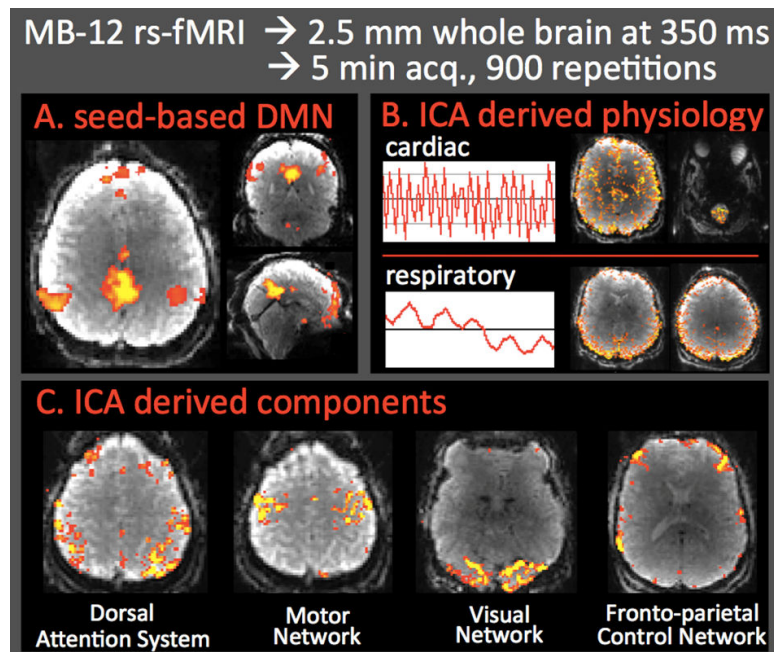 MB-12 rs-fMRI → 2.5 mm whole brain at 350 ms
→ 5 min acq., 900 repetitions
A. seed-based DMN
B. ICA derived physiology
cardiac
respiratory
C. ICA derived components
Dorsal
Attention System
Motor
Network
Visual
Network
Fronto-parietal
Control Network